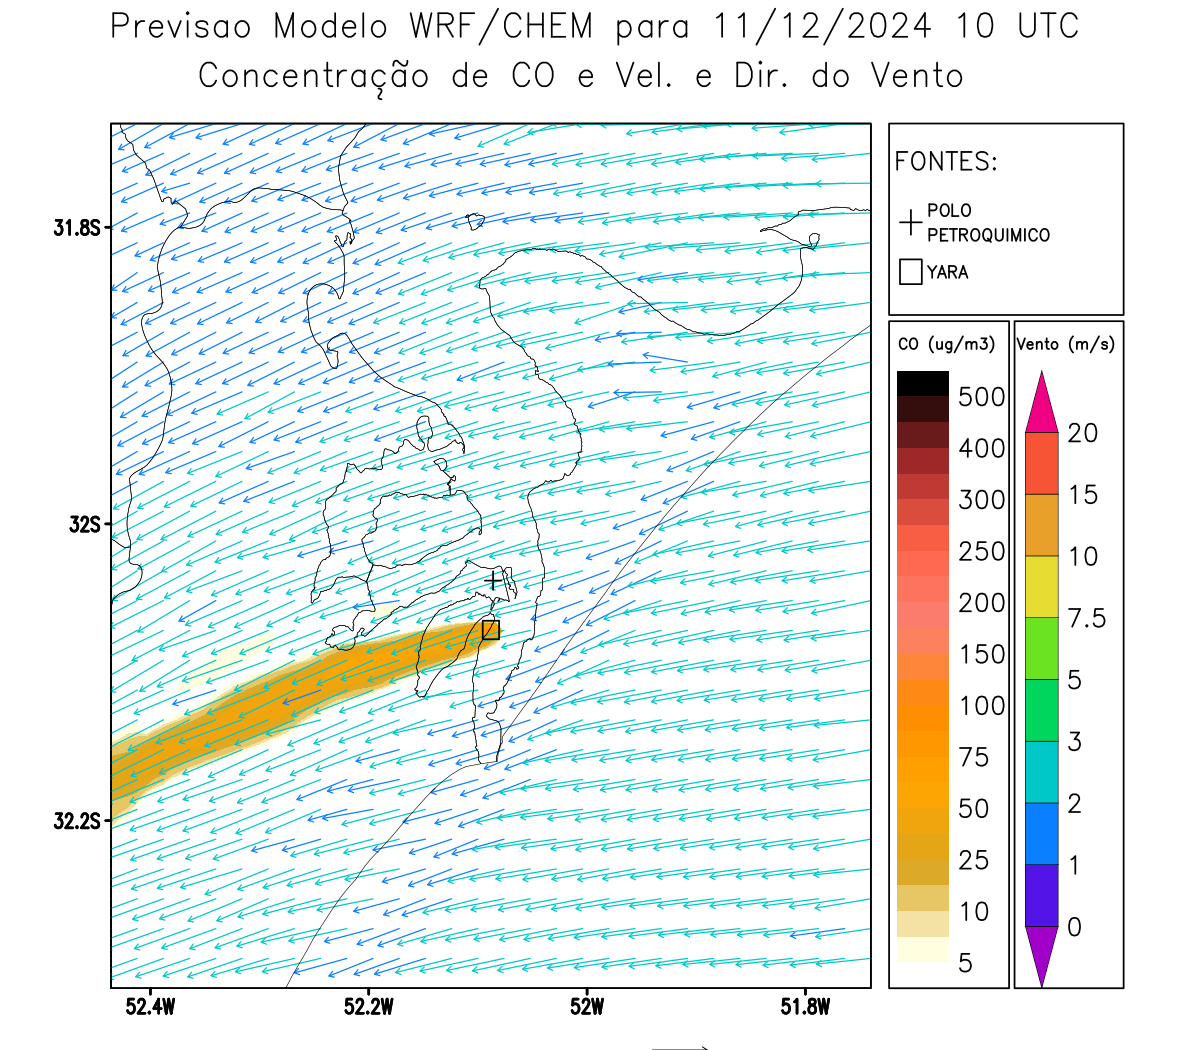 Previsao Modelo WRF/CHEM para 11/12/2024 10 UTC
Concentração de CO e Vel. e Dir. do Vento
FONTES:
POLO
PETROQUIMICO
YARA
CO (ug/m3)
500
400
300
250
200
150
100
75
50
25
10
5
Vento (m/s)
20
15
10
7.5
5
3
2
1
0
31.8S
32S
32.2S
52.4W 52.2W 52W 51.8W